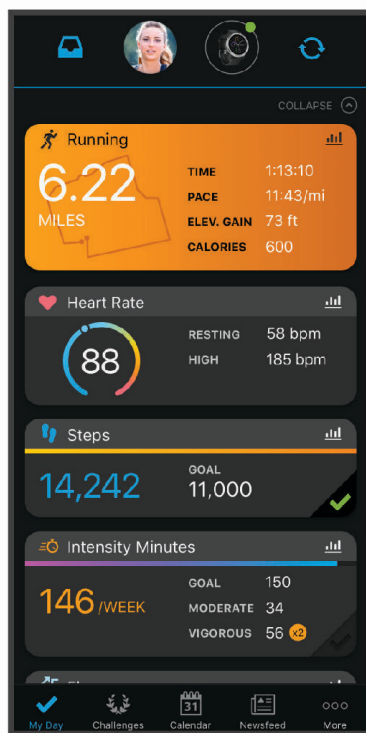 COLLAPSE
Running
6.22
MILES
TIME 1:13:10
PACE 11:43/mi
ELEV. GAIN 73 ft
CALORIES 600
Heart Rate
88
RESTING 58 bpm
HIGH 185 bpm
Steps
14,242
GOAL
11,000
Intensity Minutes
146 /WEEK
GOAL 150
MODERATE 34
VIGOROUS 56 x2
31
My Day Challenges Calendar Newsfeed More